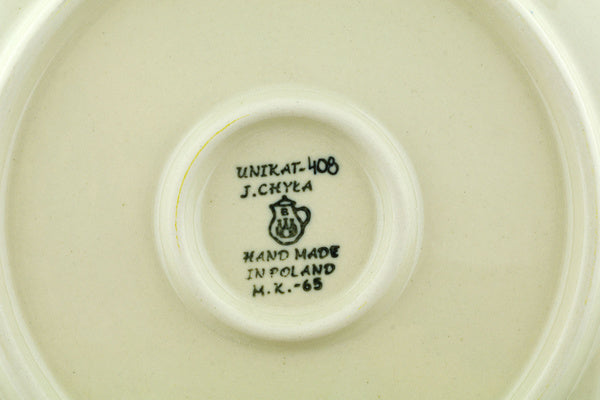 UNIKAT-408
J.CHYŁA
B
HAND MADE
IN POLAND
M.K.-65